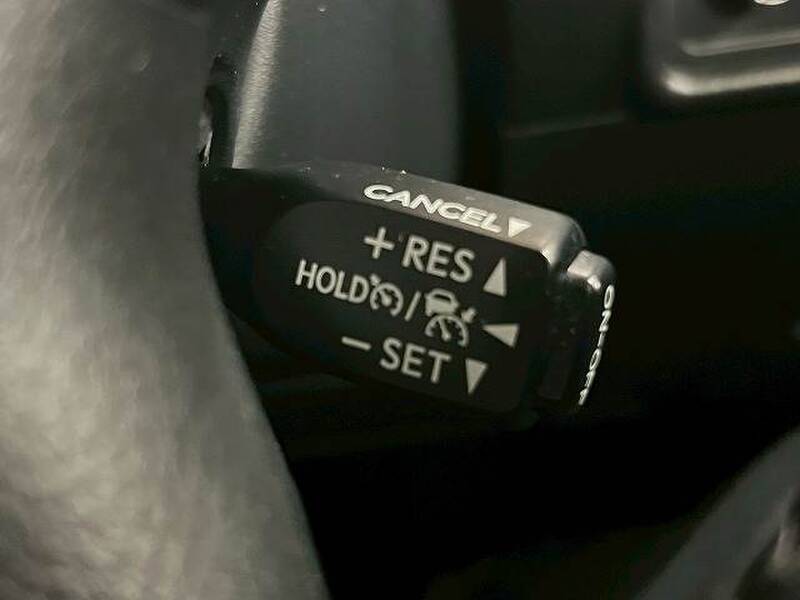 CANCEL▼
+ RES ▲
HOLD / ◀
- SET ▼
ON-OFF